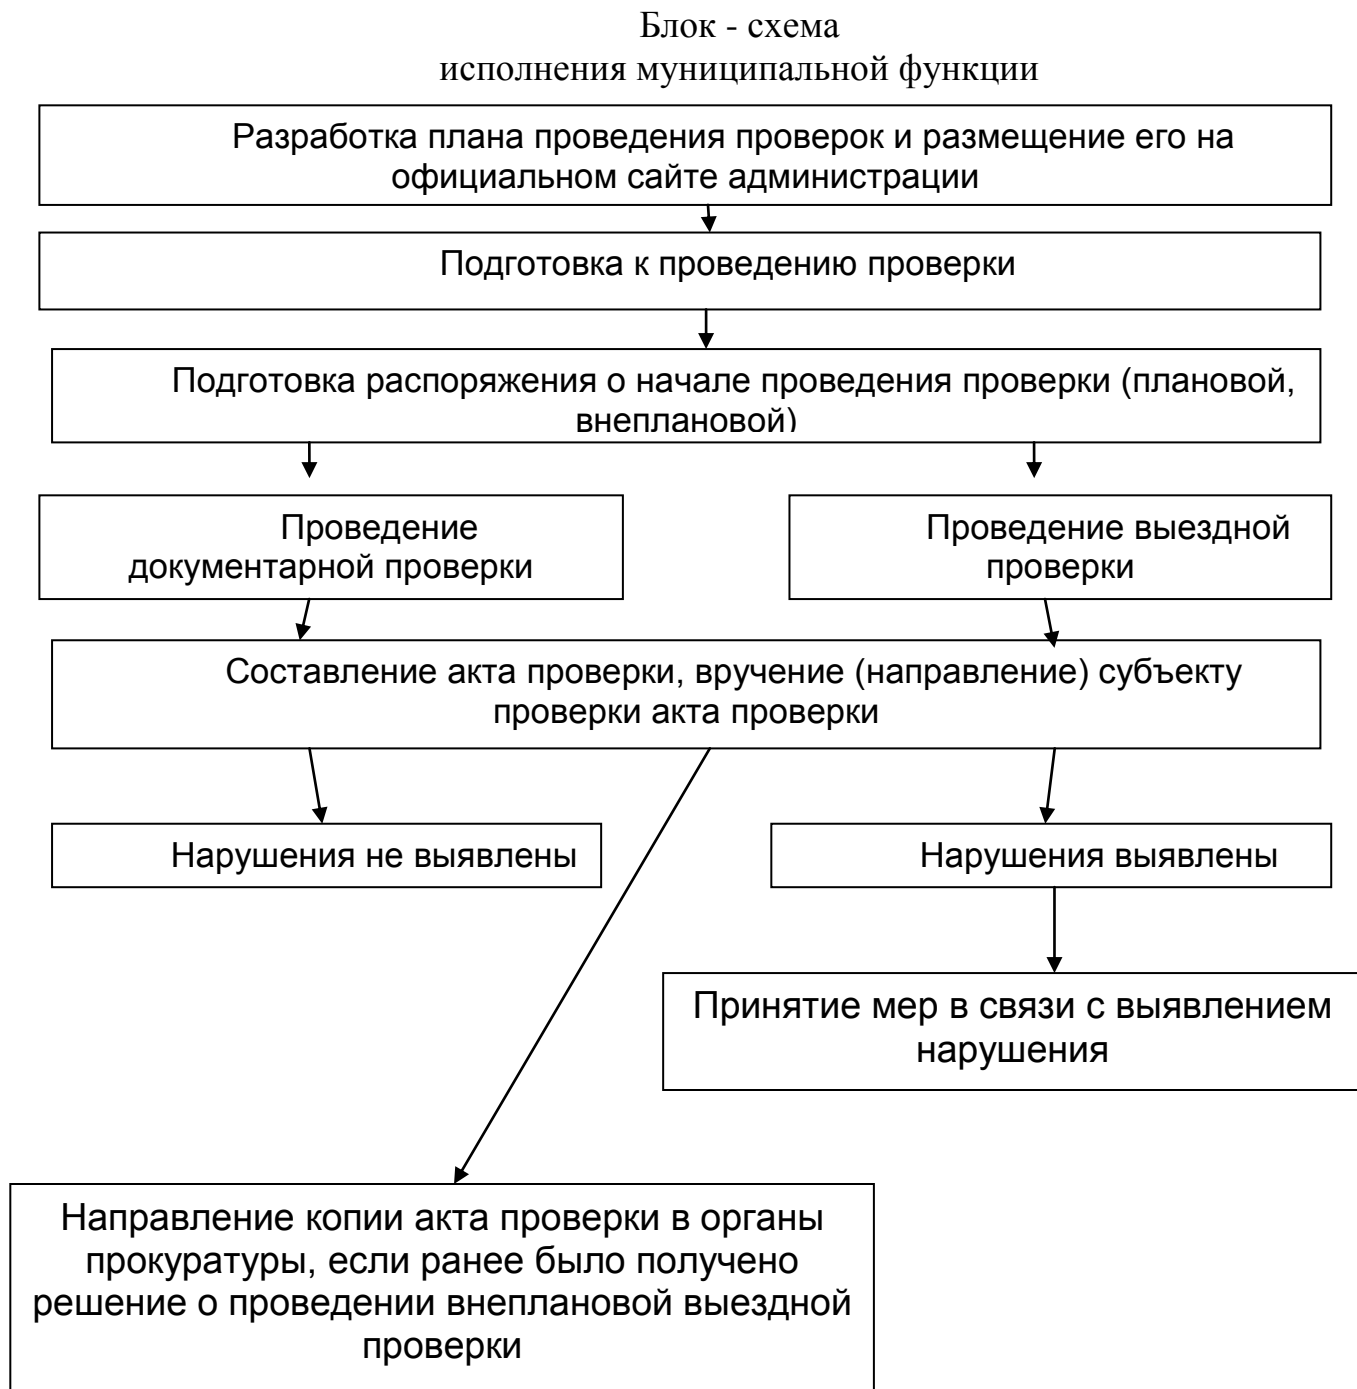 Блок - схема
исполнения муниципальной функции
Разработка плана проведения проверок и размещение его на
официальном сайте администрации
Подготовка к проведению проверки
Подготовка распоряжения о начале проведения проверки (плановой,
внеплановой)
Проведение
документарной проверки
Проведение выездной
проверки
Составление акта проверки, вручение (направление) субъекту
проверки акта проверки
Нарушения не выявлены
Нарушения выявлены
Принятие мер в связи с выявлением
нарушения
Направление копии акта проверки в органы
прокуратуры, если ранее было получено
решение о проведении внеплановой выездной
проверки